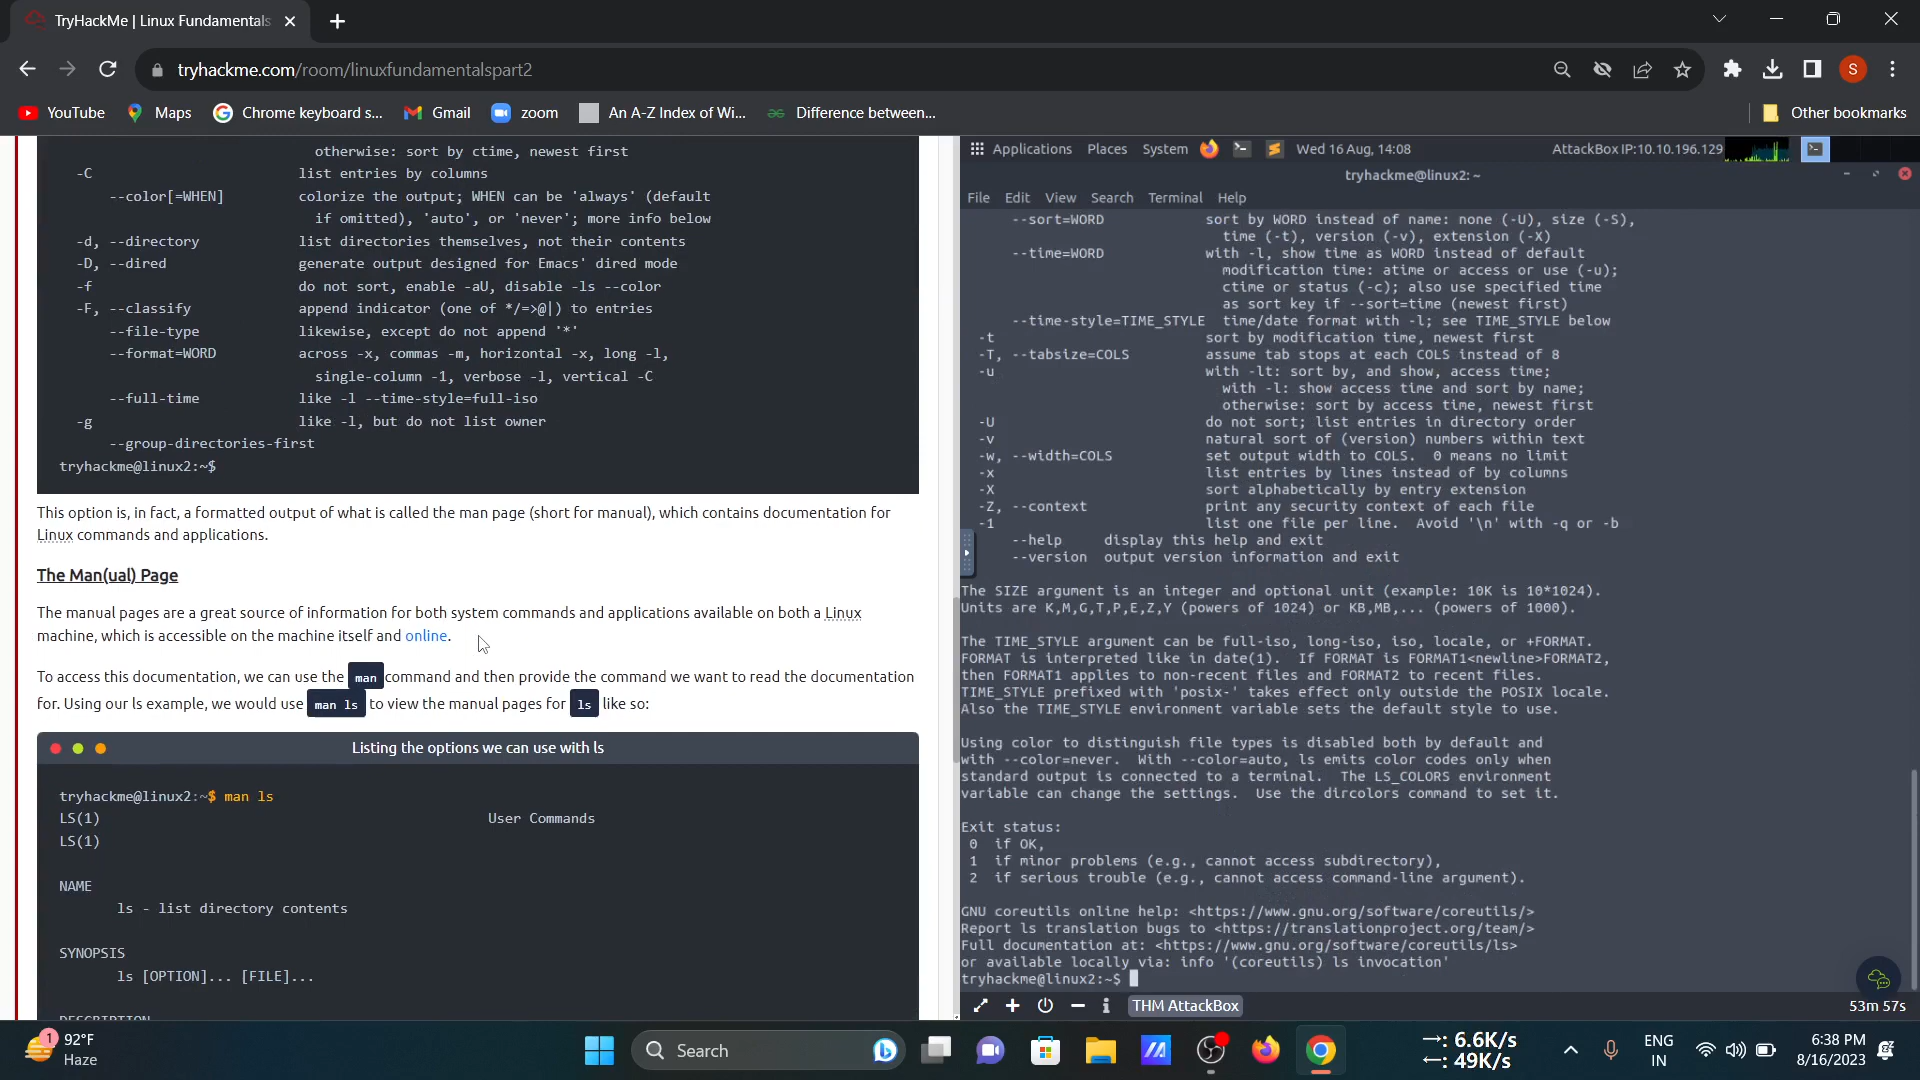 TryHackMe | Linux Fundamentals
tryhackme.com/room/linuxfundamentalspart2
S
YouTube
Maps
Chrome keyboard s...
Gmail
zoom
An A-Z Index of Wi...
Difference between...
Other bookmarks
otherwise: sort by ctime, newest first
-C list entries by columns
--color[=WHEN] colorize the output; WHEN can be 'always' (default
if omitted), 'auto', or 'never'; more info below
-d, --directory list directories themselves, not their contents
-D, --dired generate output designed for Emacs' dired mode
-f do not sort, enable -aU, disable -ls --color
-F, --classify append indicator (one of */=>@|) to entries
--file-type likewise, except do not append '*'
--format=WORD across -x, commas -m, horizontal -x, long -l,
single-column -1, verbose -l, vertical -C
--full-time like -l --time-style=full-iso
-g like -l, but do not list owner
--group-directories-first
tryhackme@linux2:~$
This option is, in fact, a formatted output of what is called the man page (short for manual), which contains documentation for
Linux commands and applications.
The Man(ual) Page
The manual pages are a great source of information for both system commands and applications available on both a Linux
machine, which is accessible on the machine itself and online.
To access this documentation, we can use the man command and then provide the command we want to read the documentation
for. Using our ls example, we would use man ls to view the manual pages for ls like so:
Listing the options we can use with ls
tryhackme@linux2:~$ man ls
LS(1) User Commands
LS(1)
NAME
ls - list directory contents
SYNOPSIS
ls [OPTION]... [FILE]...
DESCRIPTION
Applications Places System Wed 16 Aug, 14:08 AttackBox IP:10.10.196.129
tryhackme@linux2: ~
File Edit View Search Terminal Help
--sort=WORD sort by WORD instead of name: none (-U), size (-S),
time (-t), version (-v), extension (-X)
--time=WORD with -l, show time as WORD instead of default
modification time: atime or access or use (-u);
ctime or status (-c); also use specified time
as sort key if --sort=time (newest first)
--time-style=TIME_STYLE time/date format with -l; see TIME_STYLE below
-t sort by modification time, newest first
-T, --tabsize=COLS assume tab stops at each COLS instead of 8
-u with -lt: sort by, and show, access time;
with -l: show access time and sort by name;
otherwise: sort by access time, newest first
-U do not sort; list entries in directory order
-v natural sort of (version) numbers within text
-w, --width=COLS set output width to COLS. 0 means no limit
-x list entries by lines instead of by columns
-X sort alphabetically by entry extension
-Z, --context print any security context of each file
-1 list one file per line. Avoid '\n' with -q or -b
--help display this help and exit
--version output version information and exit
The SIZE argument is an integer and optional unit (example: 10K is 10*1024).
Units are K,M,G,T,P,E,Z,Y (powers of 1024) or KB,MB,... (powers of 1000).
The TIME_STYLE argument can be full-iso, long-iso, iso, locale, or +FORMAT.
FORMAT is interpreted like in date(1). If FORMAT is FORMAT1<newline>FORMAT2,
then FORMAT1 applies to non-recent files and FORMAT2 to recent files.
TIME_STYLE prefixed with 'posix-' takes effect only outside the POSIX locale.
Also the TIME_STYLE environment variable sets the default style to use.
Using color to distinguish file types is disabled both by default and
with --color=never. With --color=auto, ls emits color codes only when
standard output is connected to a terminal. The LS_COLORS environment
variable can change the settings. Use the dircolors command to set it.
Exit status:
0 if OK,
1 if minor problems (e.g., cannot access subdirectory),
2 if serious trouble (e.g., cannot access command-line argument).
GNU coreutils online help: <https://www.gnu.org/software/coreutils/>
Report ls translation bugs to <https://translationproject.org/team/>
Full documentation at: <https://www.gnu.org/software/coreutils/ls>
or available locally via: info '(coreutils) ls invocation'
tryhackme@linux2:~$
THM AttackBox
53m 57s
1
92°F
Haze
Search
6.6K/s
49K/s
ENG
IN
6:38 PM
8/16/2023